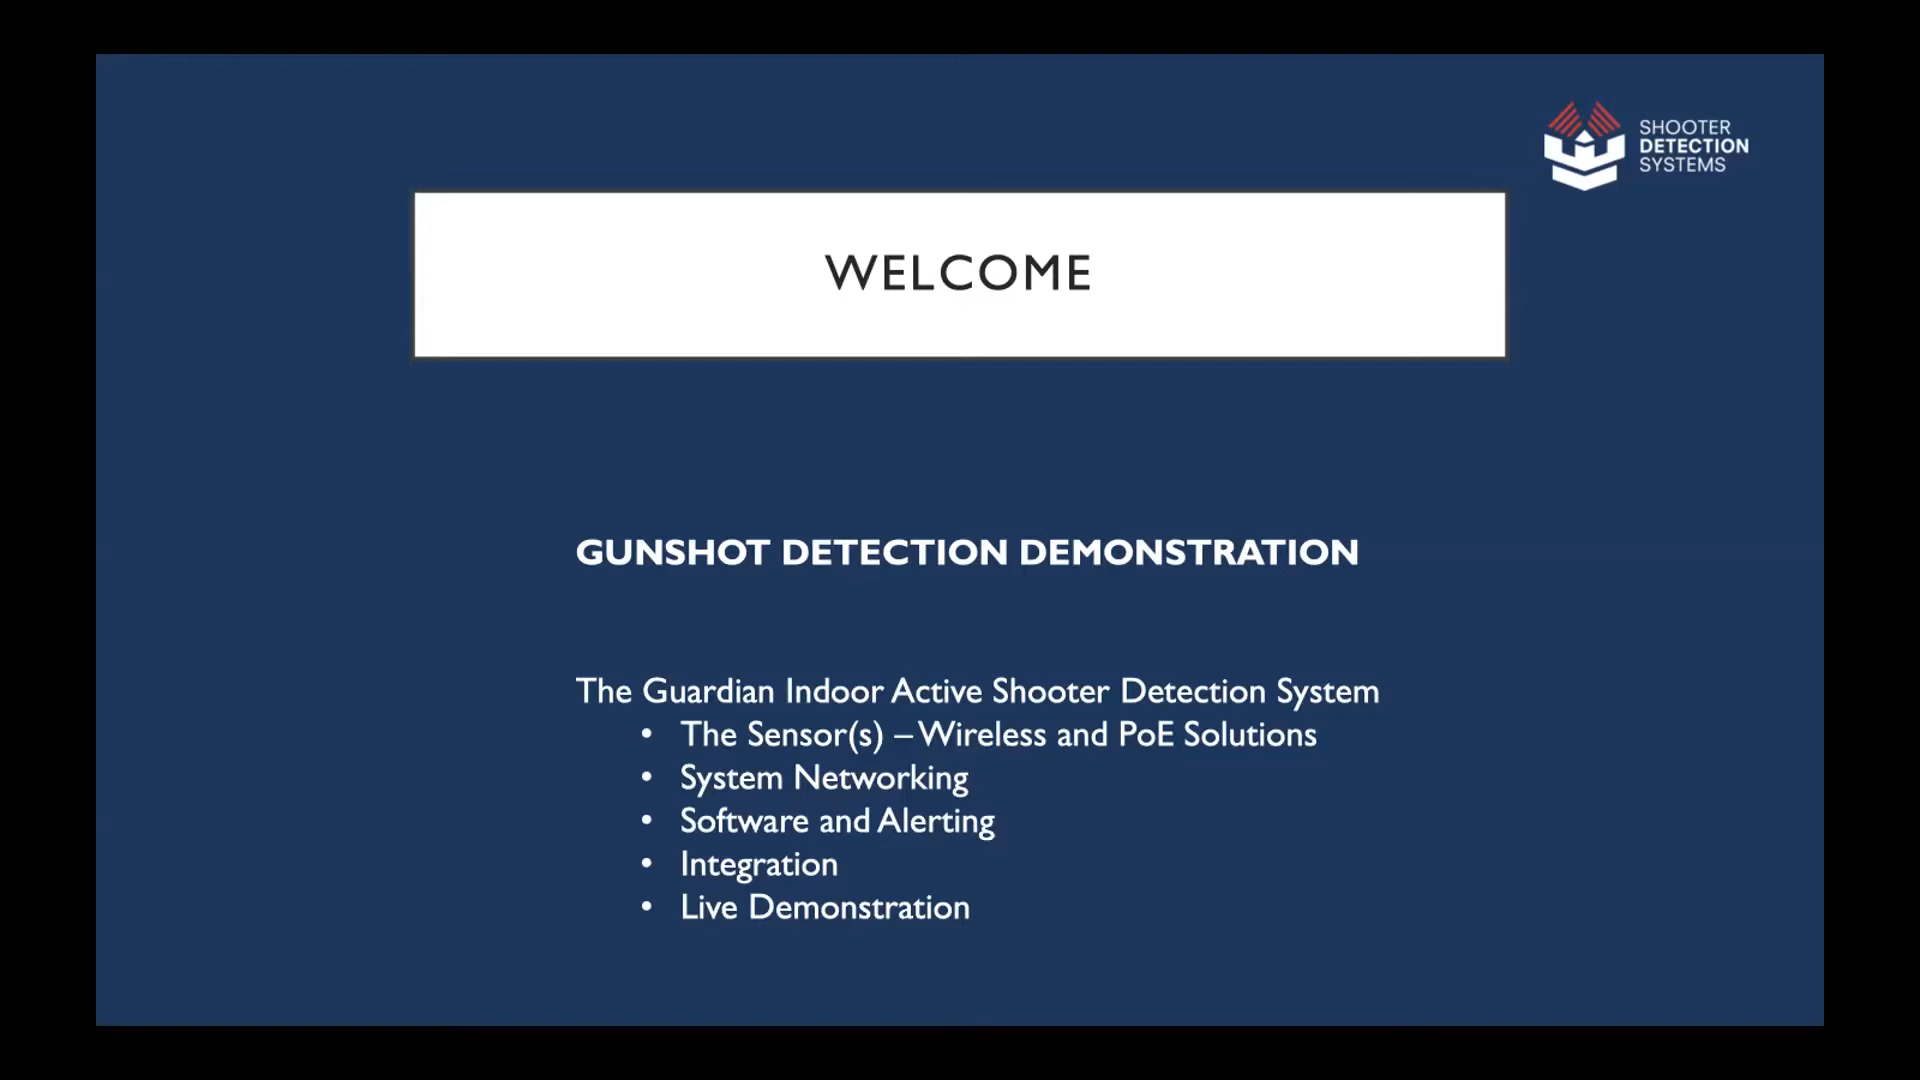 SHOOTER
DETECTION
SYSTEMS
WELCOME
GUNSHOT DETECTION DEMONSTRATION
The Guardian Indoor Active Shooter Detection System
• The Sensor(s) – Wireless and PoE Solutions
• System Networking
• Software and Alerting
• Integration
• Live Demonstration